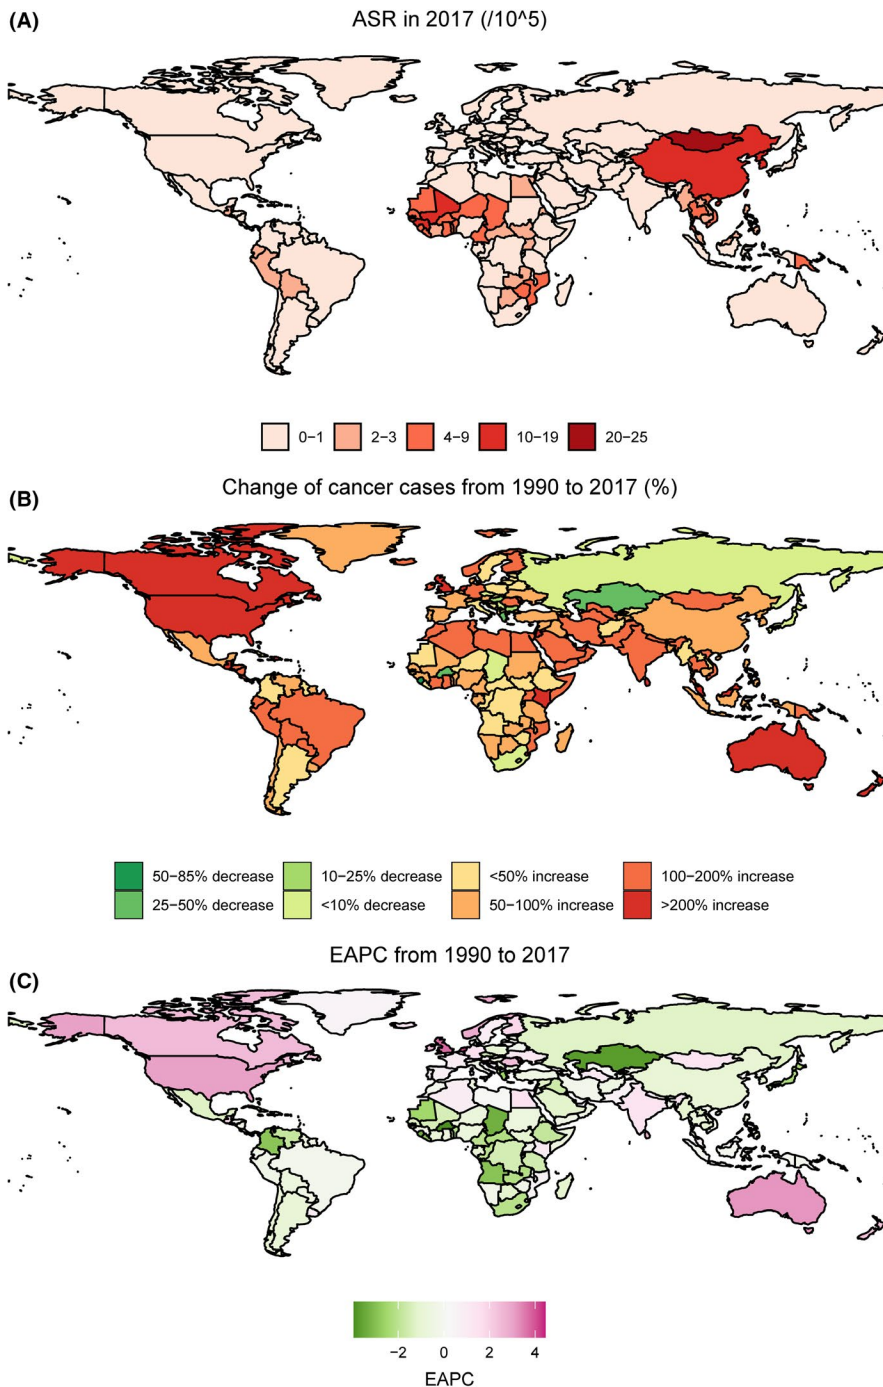 (A)
ASR in 2017 (/10^5)
0−1 2−3 4−9 10−19 20−25
(B)
Change of cancer cases from 1990 to 2017 (%)
50−85% decrease 10−25% decrease <50% increase 100−200% increase
25−50% decrease <10% decrease 50−100% increase >200% increase
EAPC from 1990 to 2017
(C)
−2 0 2 4
EAPC